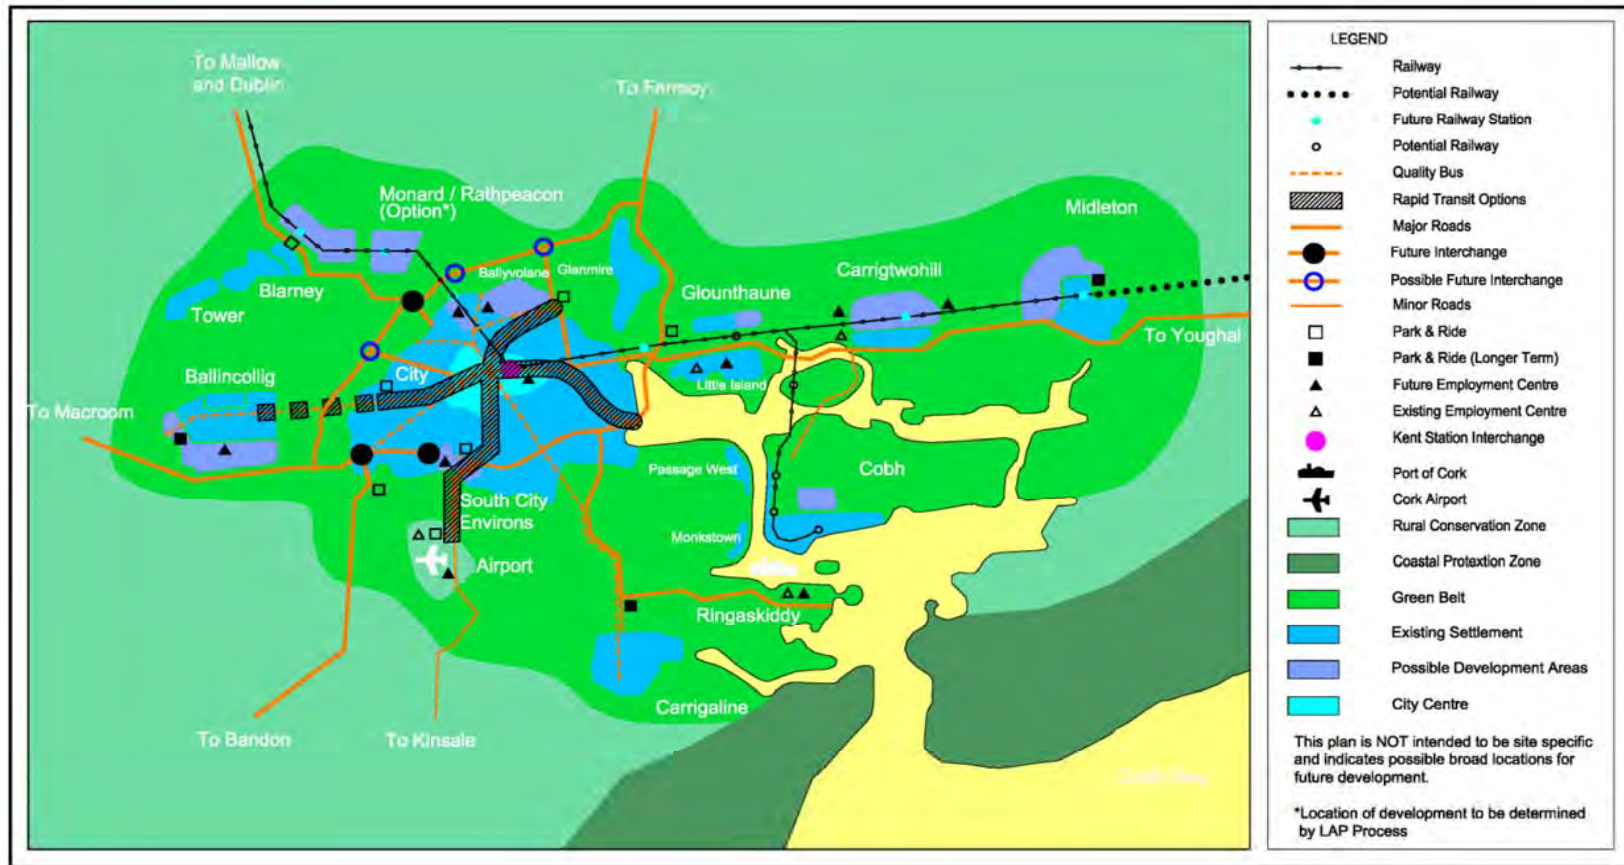 To Mallow
and Dublin
To Fermoy
Monard / Rathpeacon
(Option*)
Midleton
Ballyvolane
Glanmire
Carrigtwohill
Blarney
Glounthaune
Tower
To Youghal
Ballincollig
City
Little Island
To Macroom
Passage West
Cobh
South City
Environs
Monkstown
Airport
Ringaskiddy
Carrigaline
To Bandon
To Kinsale
LEGEND
Railway
Potential Railway
Future Railway Station
Potential Railway
Quality Bus
Rapid Transit Options
Major Roads
Future Interchange
Possible Future Interchange
Minor Roads
Park & Ride
Park & Ride (Longer Term)
Future Employment Centre
Existing Employment Centre
Kent Station Interchange
Port of Cork
Cork Airport
Rural Conservation Zone
Coastal Protextion Zone
Green Belt
Existing Settlement
Possible Development Areas
City Centre
This plan is NOT intended to be site specific
and indicates possible broad locations for
future development.
*Location of development to be determined
by LAP Process